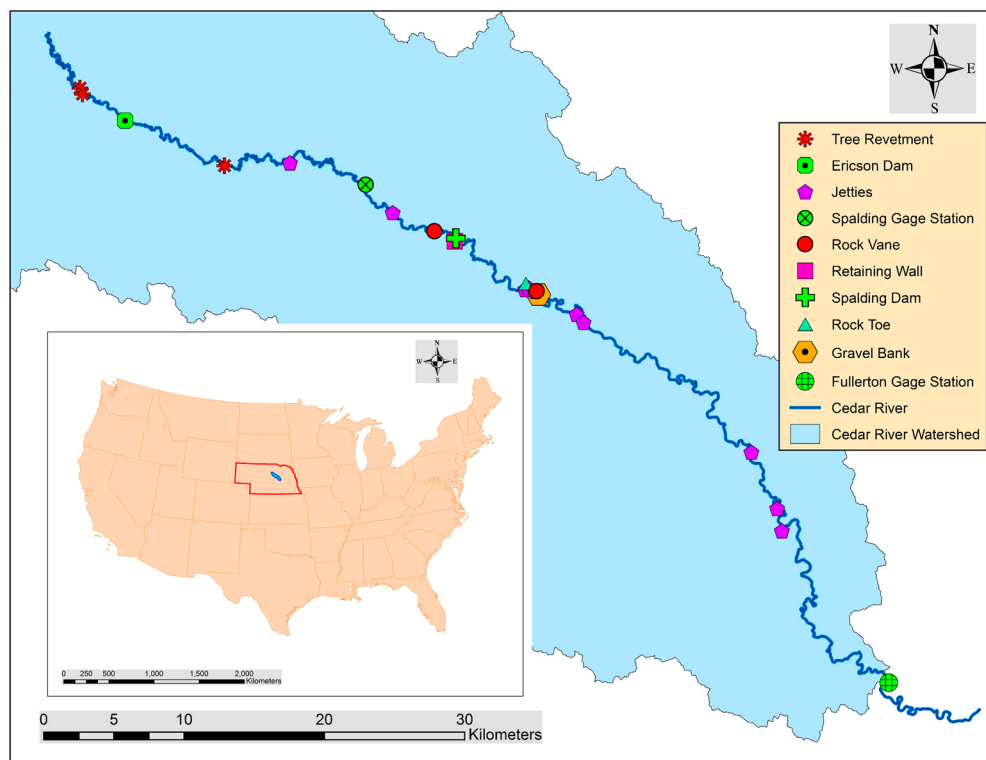 N
W E
S
Tree Revetment
Ericson Dam
Jetties
Spalding Gage Station
Rock Vane
Retaining Wall
Spalding Dam
Rock Toe
Gravel Bank
Fullerton Gage Station
Cedar River
Cedar River Watershed
N
W E
S
0 250 500 1,000 1,500 2,000
Kilometers
0 5 10 20 30
Kilometers